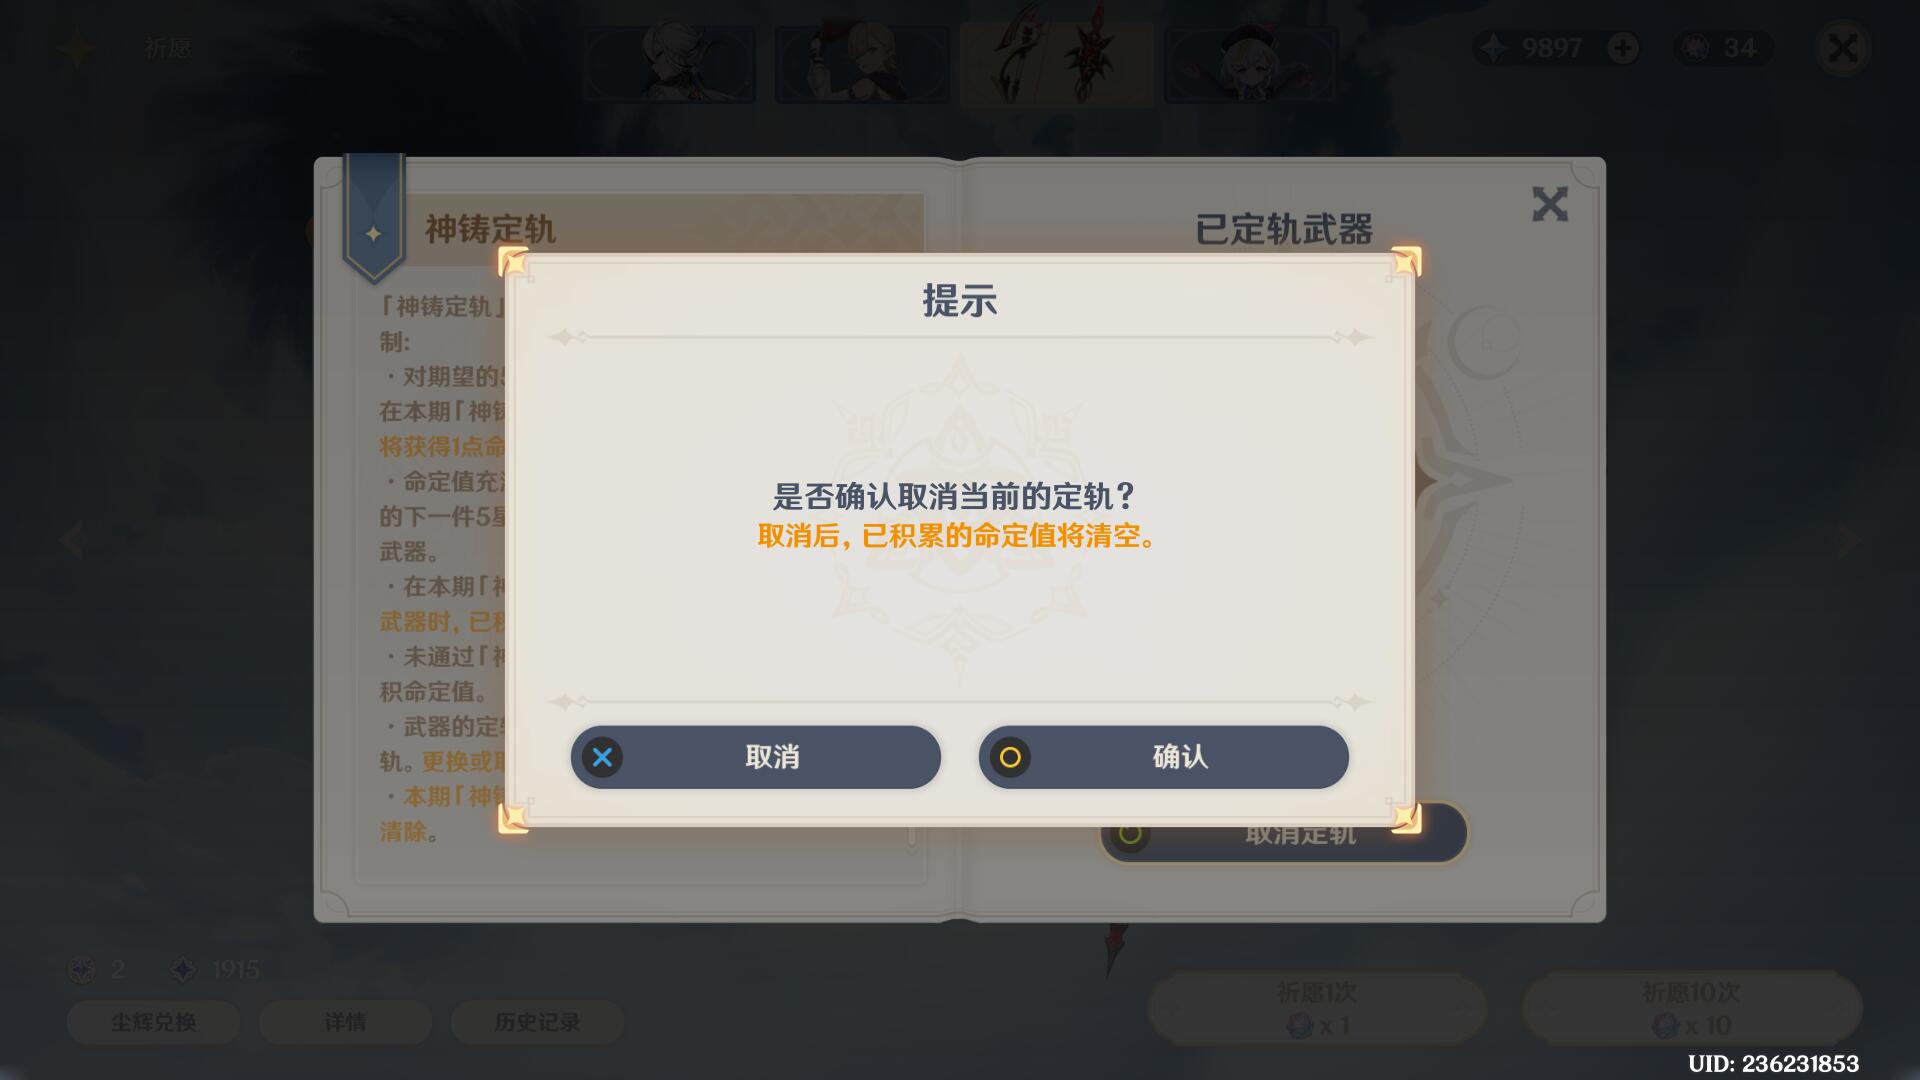 祈愿
9897
34
神铸定轨
已定轨武器
「神铸定轨」
制:
·对期望的
在本期「神铸
将获得1点命
·命定值充
的下一件5星
武器。
·在本期「神
武器时, 已积
·未通过「神
积命定值。
·武器的定
轨。更换或取
·本期「神铸
清除。
提示
是否确认取消当前的定轨?
取消后, 已积累的命定值将清空。
取消
确认
取消定轨
2
1915
尘辉兑换
详情
历史记录
祈愿1次
x 1
祈愿10次
x 10
UID: 236231853